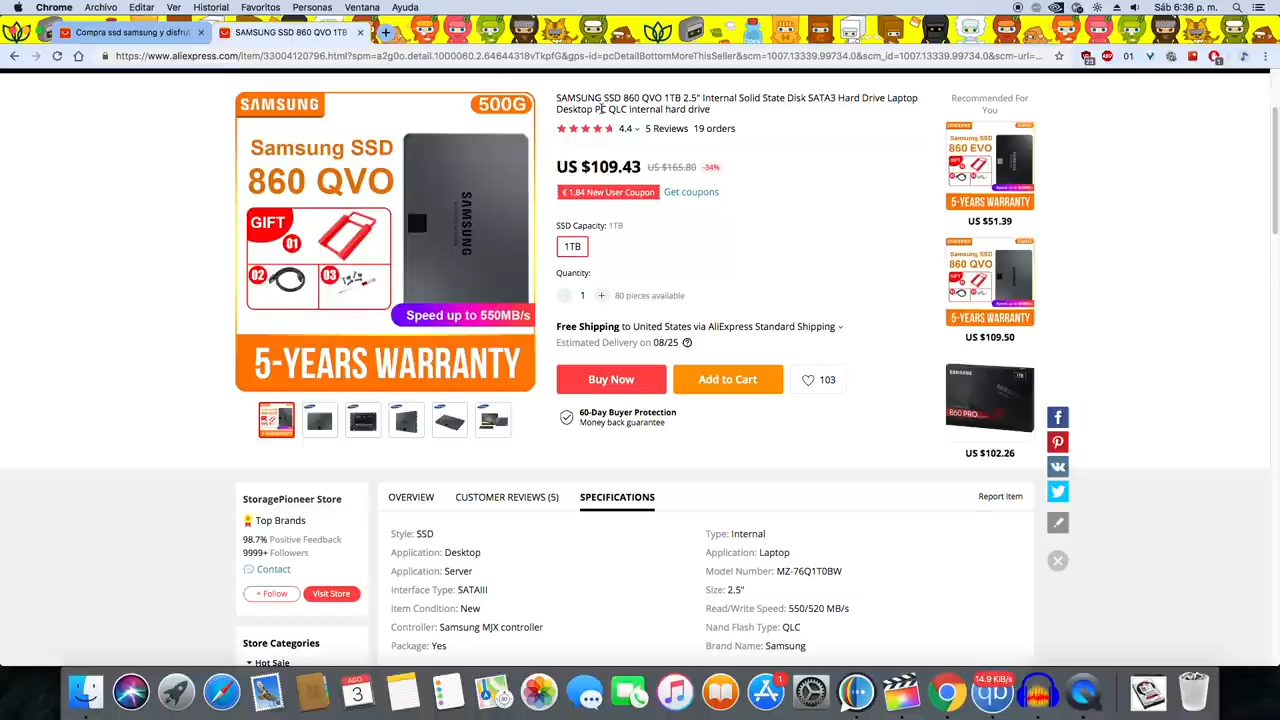 Chrome Archivo Editar Ver Historial Favoritos Personas Ventana Ayuda Sáb 6:36 p. m.
Compra ssd samsung y disfru SAMSUNG SSD 860 QVO 1TB
https://www.aliexpress.com/item/33004120796.html?spm=a2g0o.detail.1000060.2.64644318vTkpfG&gps-id=pcDetailBottomMoreThisSeller&scm=1007.13339.99734.0&scm_id=1007.13339.99734.0&scm-url=...
SAMSUNG
500G
Samsung SSD
860 QVO
GIFT
01
02
03
SAMSUNG
Speed up to 550MB/s
5-YEARS WARRANTY
SAMSUNG SSD 860 QVO 1TB 2.5" Internal Solid State Disk SATA3 Hard Drive Laptop
Desktop PC QLC internal hard drive
4.4 5 Reviews 19 orders
US $109.43 US $165.80 -34%
€ 1,84 New User Coupon Get coupons
SSD Capacity: 1TB
1TB
Quantity:
1 + 80 pieces available
Free Shipping to United States via AliExpress Standard Shipping
Estimated Delivery on 08/25
Buy Now Add to Cart 103
60-Day Buyer Protection
Money back guarantee
Recommended For
You
Samsung SSD
860 EVO
5-YEARS WARRANTY
US $51.39
Samsung SSD
860 QVO
5-YEARS WARRANTY
US $109.50
SAMSUNG
860 PRO
US $102.26
StoragePioneer Store
Top Brands
98.7% Positive Feedback
9999+ Followers
Contact
+ Follow Visit Store
Store Categories
Hot Sale
OVERVIEW CUSTOMER REVIEWS (5) SPECIFICATIONS Report Item
Style: SSD Type: Internal
Application: Desktop Application: Laptop
Application: Server Model Number: MZ-76Q1T0BW
Interface Type: SATAIII Size: 2.5"
Item Condition: New Read/Write Speed: 550/520 MB/s
Controller: Samsung MJX controller Nand Flash Type: QLC
Package: Yes Brand Name: Samsung
AGO
3
1
14.9 KiB/s